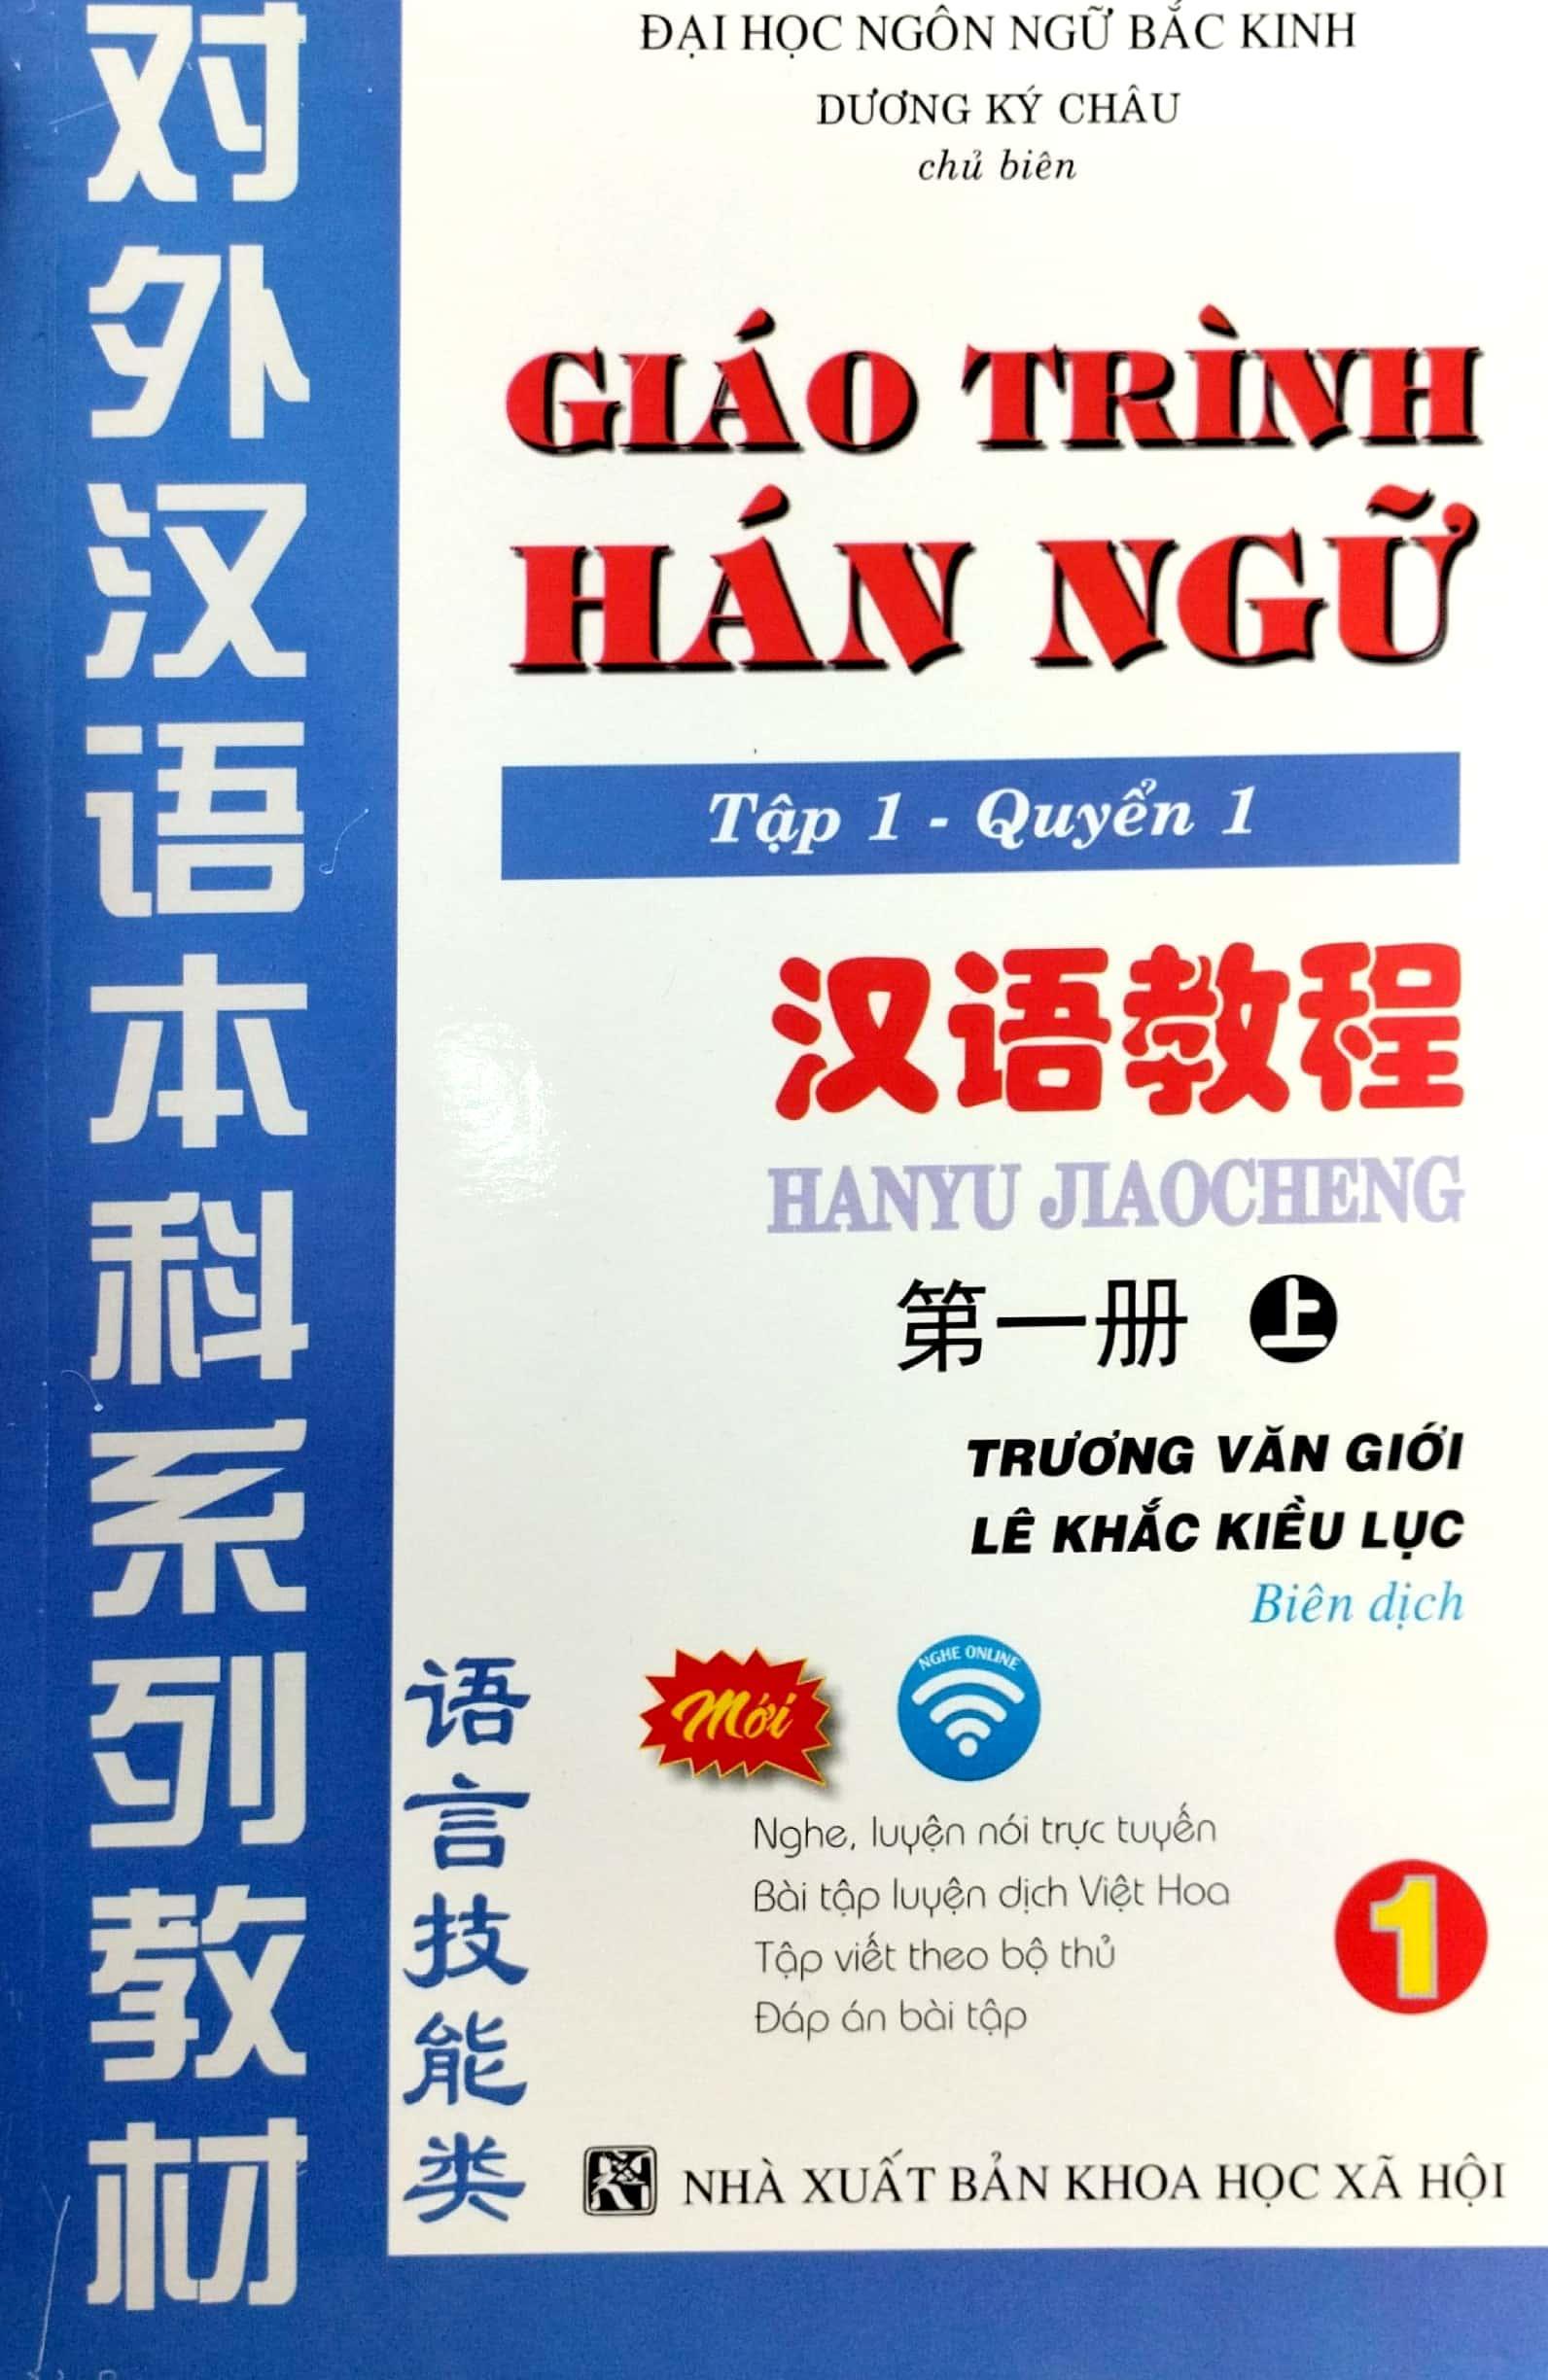 对外汉语本科系列教材
ĐẠI HỌC NGÔN NGỮ BẮC KINH
DƯƠNG KÝ CHÂU
chủ biên
GIÁO TRÌNH
HÁN NGỮ
Tập 1 - Quyển 1
汉语教程
HANYU JIAOCHENG
第一册 上
TRƯƠNG VĂN GIỚI
LÊ KHẮC KIỀU LỤC
Biên dịch
语言技能类
Mới
NGHE ONLINE
Nghe, luyện nói trực tuyến
Bài tập luyện dịch Việt Hoa
Tập viết theo bộ thủ
Đáp án bài tập
1
NHÀ XUẤT BẢN KHOA HỌC XÃ HỘI